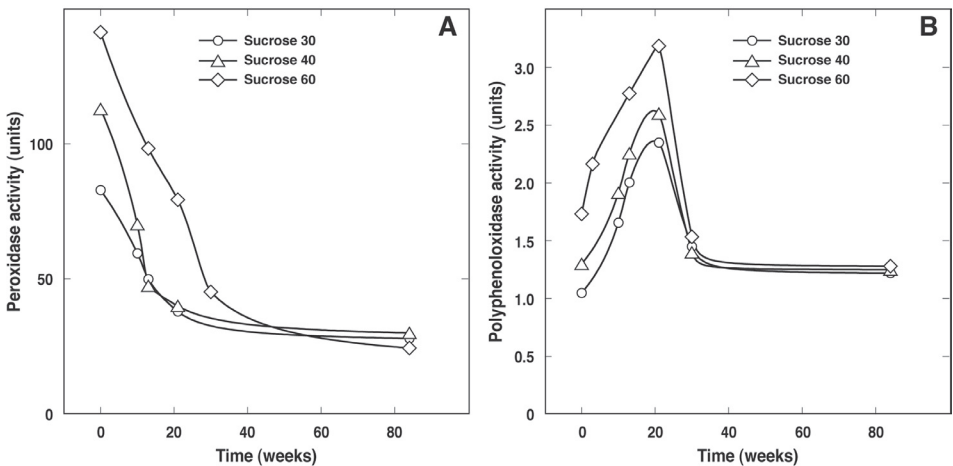 A
Sucrose 30
Sucrose 40
Sucrose 60
Peroxidase activity (units)
100
50
0
0 20 40 60 80
Time (weeks)
B
Sucrose 30
Sucrose 40
Sucrose 60
Polyphenoloxidase activity (units)
3.0
2.5
2.0
1.5
1.0
0.5
0
0 20 40 60 80
Time (weeks)